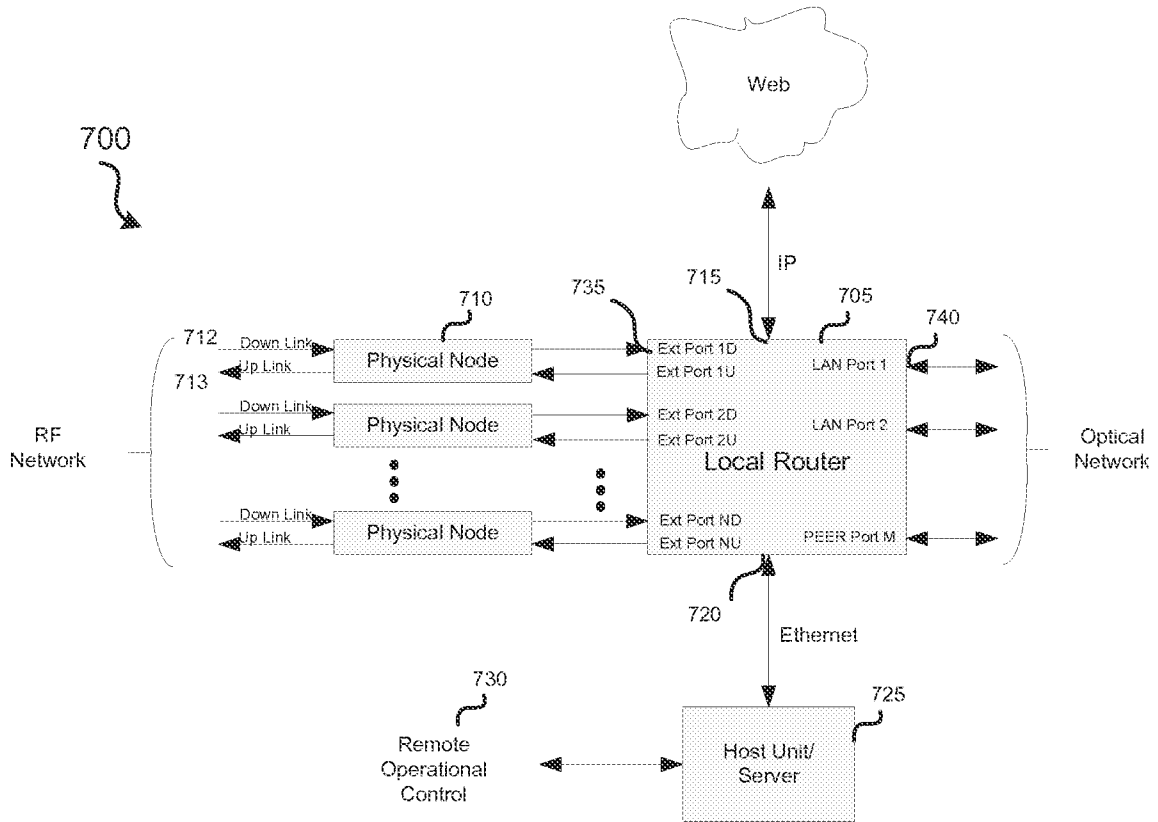 Web
700
IP
715
705
735
710
740
712
Down Link
Physical Node
Ext Port 1D
LAN Port 1
713
Up Link
Ext Port 1U
Down Link
Physical Node
Ext Port 2D
LAN Port 2
Up Link
Ext Port 2U
RF
Network
Local Router
Optical
Network
Down Link
Physical Node
Ext Port ND
Up Link
Ext Port NU
PEER Port M
720
Ethernet
730
725
Remote
Operational
Control
Host Unit/
Server